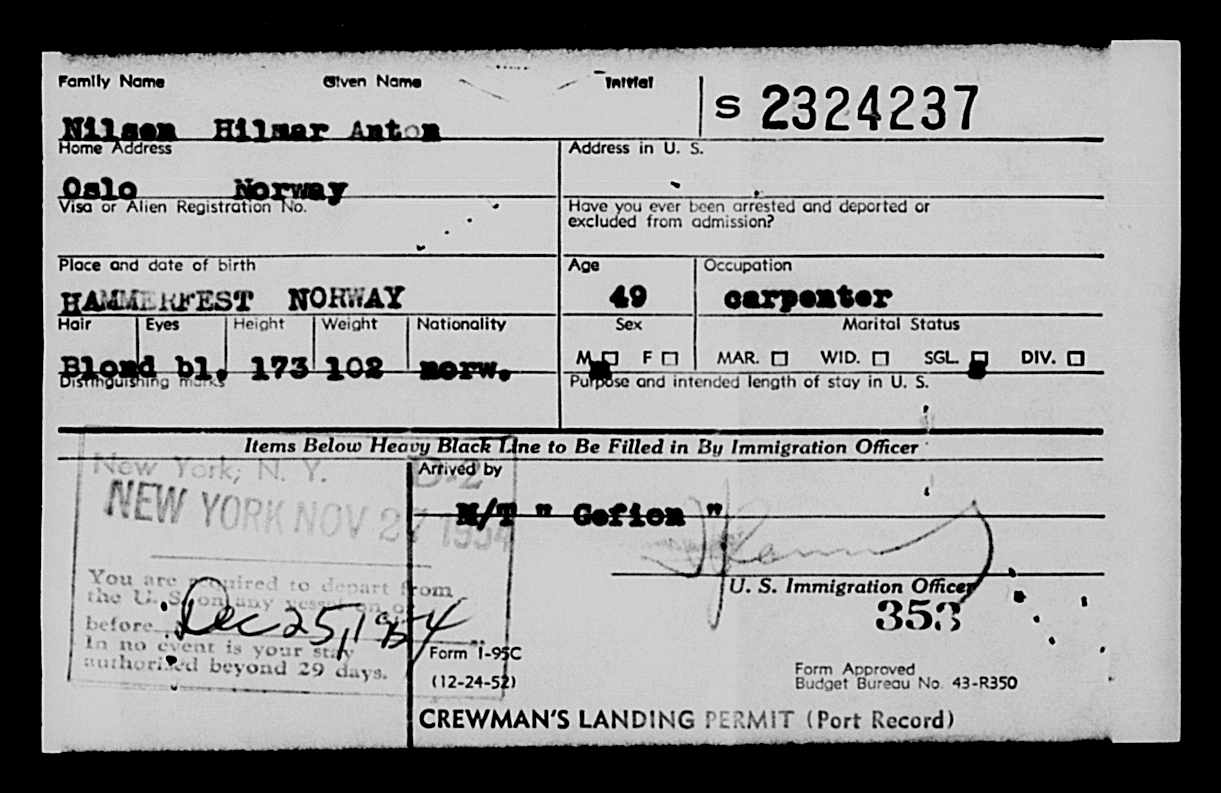 Family Name Given Name Initial
S 2324237
Nilsen Hilmar Anton
Home Address Address in U. S.
Oslo Norway
Visa or Alien Registration No. Have you ever been arrested and deported or
excluded from admission?
Place and date of birth Age Occupation
HAMMERFEST NORWAY 49 carpenter
Hair Eyes Height Weight Nationality Sex Marital Status
M F MAR. WID. SGL. DIV.
Blond bl. 173 102 norw.
Distinguishing marks Purpose and intended length of stay in U. S.
Items Below Heavy Black Line to Be Filled in By Immigration Officer
New York, N. Y. D-2 Arrived by
NEW YORK NOV 27 1954 M/T " Gefion "
You are required to depart from
the U. S. on any vessel on or
before Dec 25, 1954
In no event is your stay
authorized beyond 29 days.
U. S. Immigration Officer
353
Form I-95C
(12-24-52)
Form Approved
Budget Bureau No. 43-R350
CREWMAN'S LANDING PERMIT (Port Record)